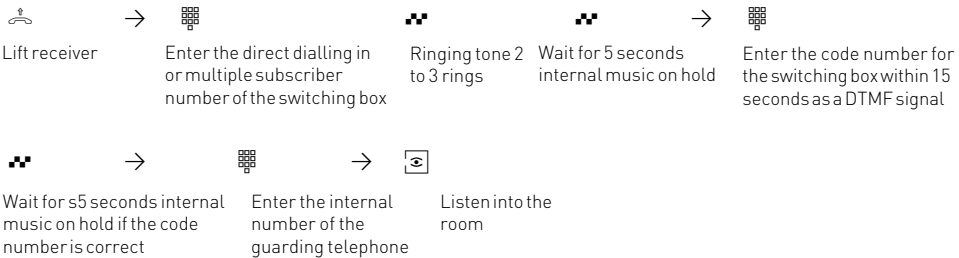 Lift receiver
Enter the direct dialling in
or multiple subscriber
number of the switching box
Ringing tone 2
to 3 rings
Wait for 5 seconds
internal music on hold
Enter the code number for
the switching box within 15
seconds as a DTMF signal
Wait for s5 seconds internal
music on hold if the code
number is correct
Enter the internal
number of the
guarding telephone
Listen into the
room